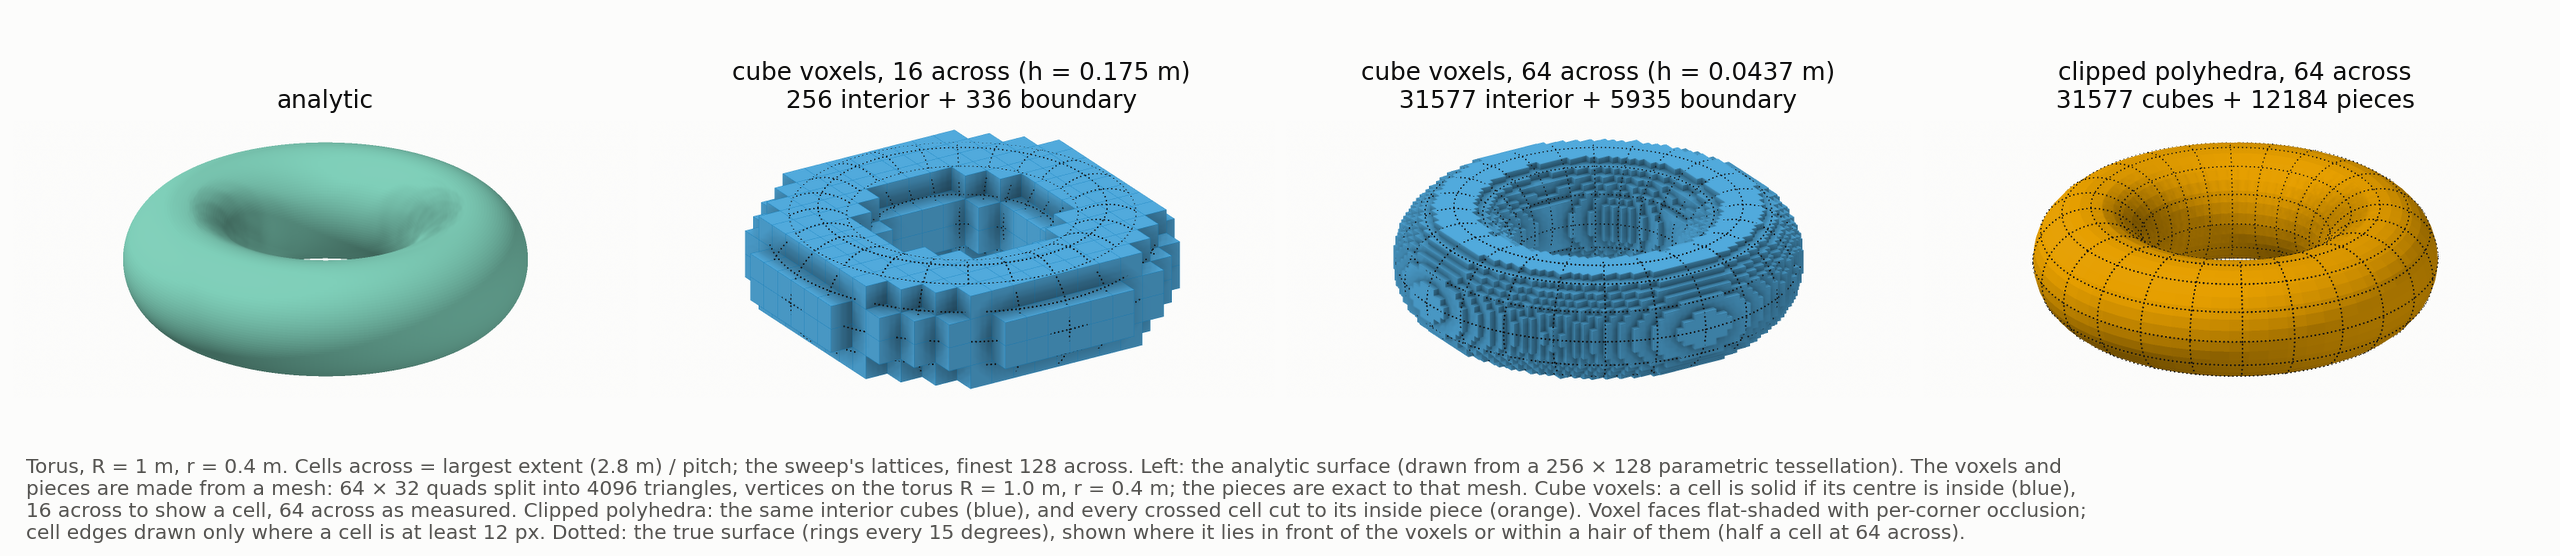 analytic
cube voxels, 16 across (h = 0.175 m)
256 interior + 336 boundary
cube voxels, 64 across (h = 0.0437 m)
31577 interior + 5935 boundary
clipped polyhedra, 64 across
31577 cubes + 12184 pieces
Torus, R = 1 m, r = 0.4 m. Cells across = largest extent (2.8 m) / pitch; the sweep's lattices, finest 128 across. Left: the analytic surface (drawn from a 256 × 128 parametric tessellation). The voxels and
pieces are made from a mesh: 64 × 32 quads split into 4096 triangles, vertices on the torus R = 1.0 m, r = 0.4 m; the pieces are exact to that mesh. Cube voxels: a cell is solid if its centre is inside (blue),
16 across to show a cell, 64 across as measured. Clipped polyhedra: the same interior cubes (blue), and every crossed cell cut to its inside piece (orange). Voxel faces flat-shaded with per-corner occlusion;
cell edges drawn only where a cell is at least 12 px. Dotted: the true surface (rings every 15 degrees), shown where it lies in front of the voxels or within a hair of them (half a cell at 64 across).